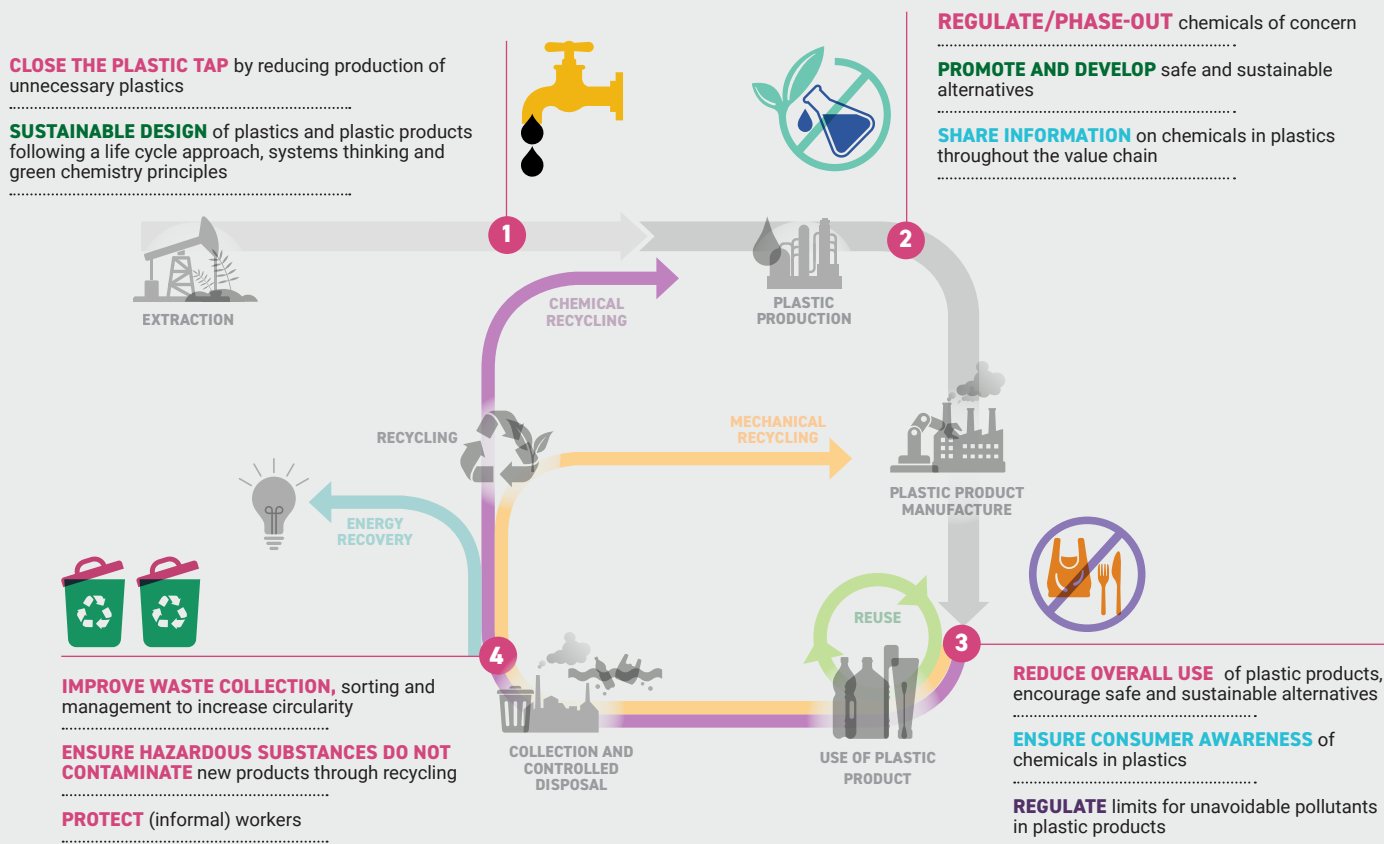 CLOSE THE PLASTIC TAP by reducing production of
unnecessary plastics
SUSTAINABLE DESIGN of plastics and plastic products
following a life cycle approach, systems thinking and
green chemistry principles
REGULATE/PHASE-OUT chemicals of concern
PROMOTE AND DEVELOP safe and sustainable
alternatives
SHARE INFORMATION on chemicals in plastics
throughout the value chain
1
2
EXTRACTION
CHEMICAL
RECYCLING
PLASTIC
PRODUCTION
RECYCLING
MECHANICAL
RECYCLING
PLASTIC PRODUCT
MANUFACTURE
ENERGY
RECOVERY
REUSE
3
4
IMPROVE WASTE COLLECTION, sorting and
management to increase circularity
ENSURE HAZARDOUS SUBSTANCES DO NOT
CONTAMINATE new products through recycling
PROTECT (informal) workers
COLLECTION AND
CONTROLLED
DISPOSAL
USE OF PLASTIC
PRODUCT
REDUCE OVERALL USE of plastic products,
encourage safe and sustainable alternatives
ENSURE CONSUMER AWARENESS of
chemicals in plastics
REGULATE limits for unavoidable pollutants
in plastic products